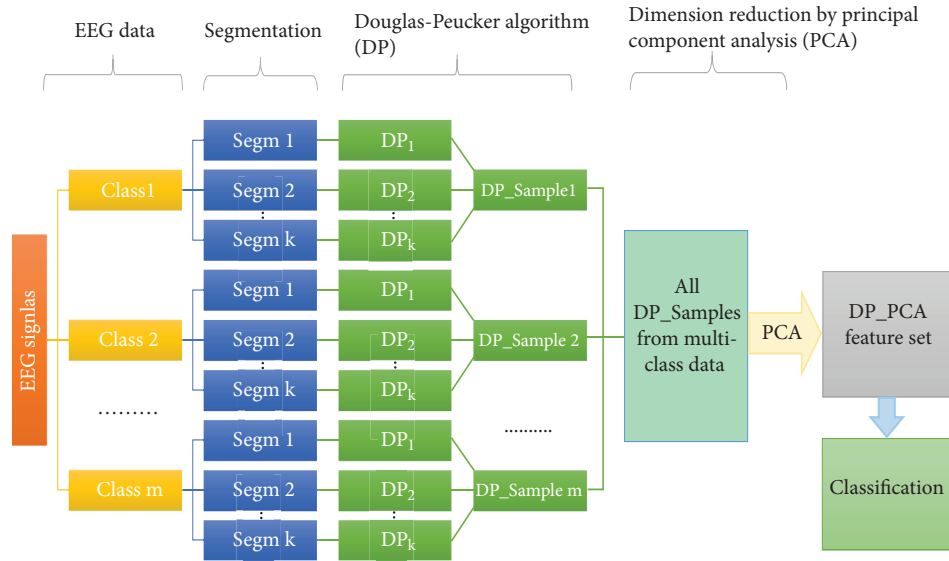 EEG data
Segmentation
Douglas-Peucker algorithm
(DP)
Dimension reduction by principal
component analysis (PCA)
EEG signlas
Class1
Segm 1
Segm 2
⋮
Segm k
DP₁
DP₂
⋮
DPₖ
DP_Sample1
Class 2
Segm 1
Segm 2
⋮
Segm k
DP₁
DP₂
⋮
DPₖ
DP_Sample 2
.........
..........
Class m
Segm 1
Segm 2
⋮
Segm k
DP₁
DP₂
⋮
DPₖ
DP_Sample m
All
DP_Samples
from multi-
class data
PCA
DP_PCA
feature set
Classification